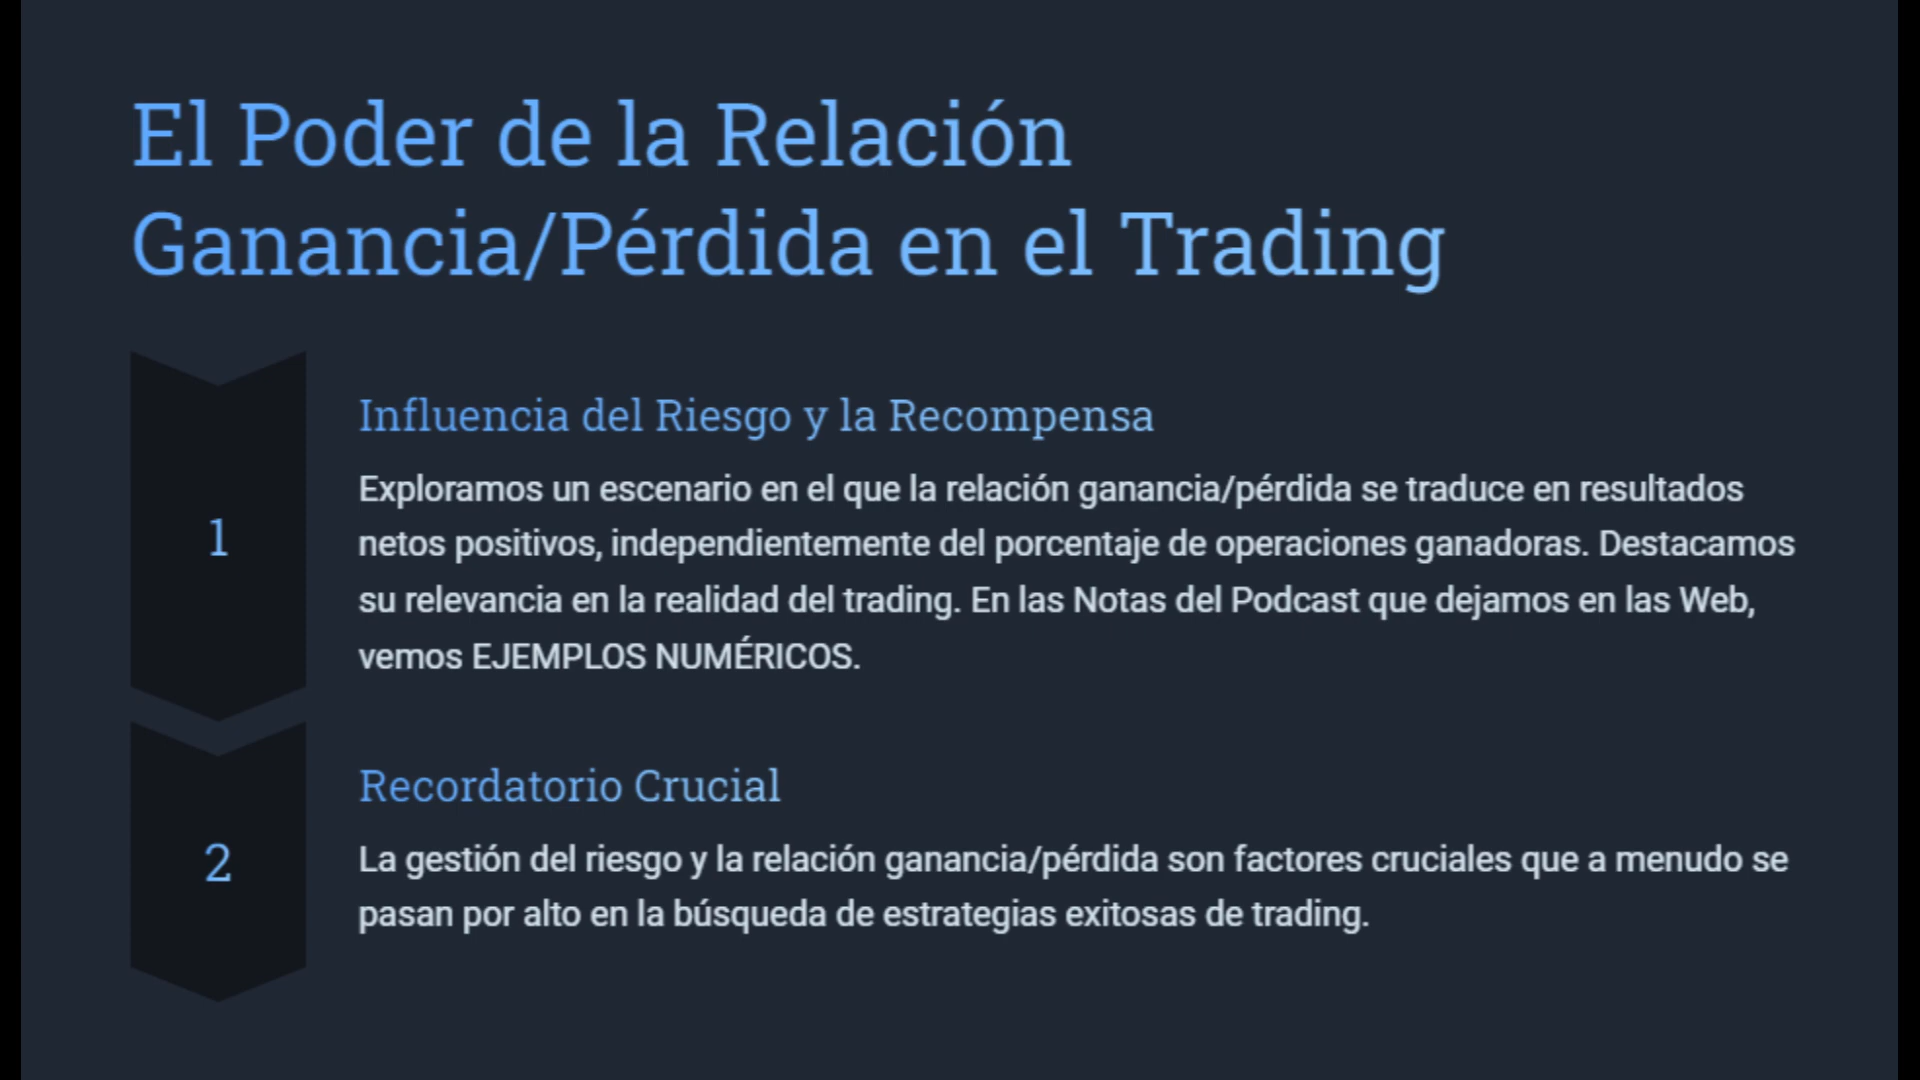 El Poder de la Relación
Ganancia/Pérdida en el Trading
1
Influencia del Riesgo y la Recompensa
Exploramos un escenario en el que la relación ganancia/pérdida se traduce en resultados
netos positivos, independientemente del porcentaje de operaciones ganadoras. Destacamos
su relevancia en la realidad del trading. En las Notas del Podcast que dejamos en las Web,
vemos EJEMPLOS NUMÉRICOS.
2
Recordatorio Crucial
La gestión del riesgo y la relación ganancia/pérdida son factores cruciales que a menudo se
pasan por alto en la búsqueda de estrategias exitosas de trading.